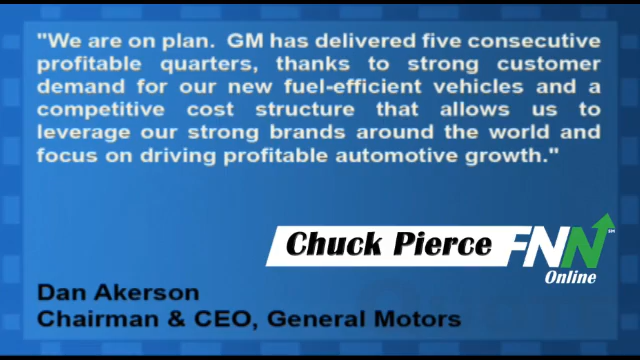 "We are on plan. GM has delivered five consecutive
profitable quarters, thanks to strong customer
demand for our new fuel-efficient vehicles and a
competitive cost structure that allows us to
leverage our strong brands around the world and
focus on driving profitable automotive growth."
Chuck Pierce FNN SM
Online
Dan Akerson
Chairman & CEO, General Motors